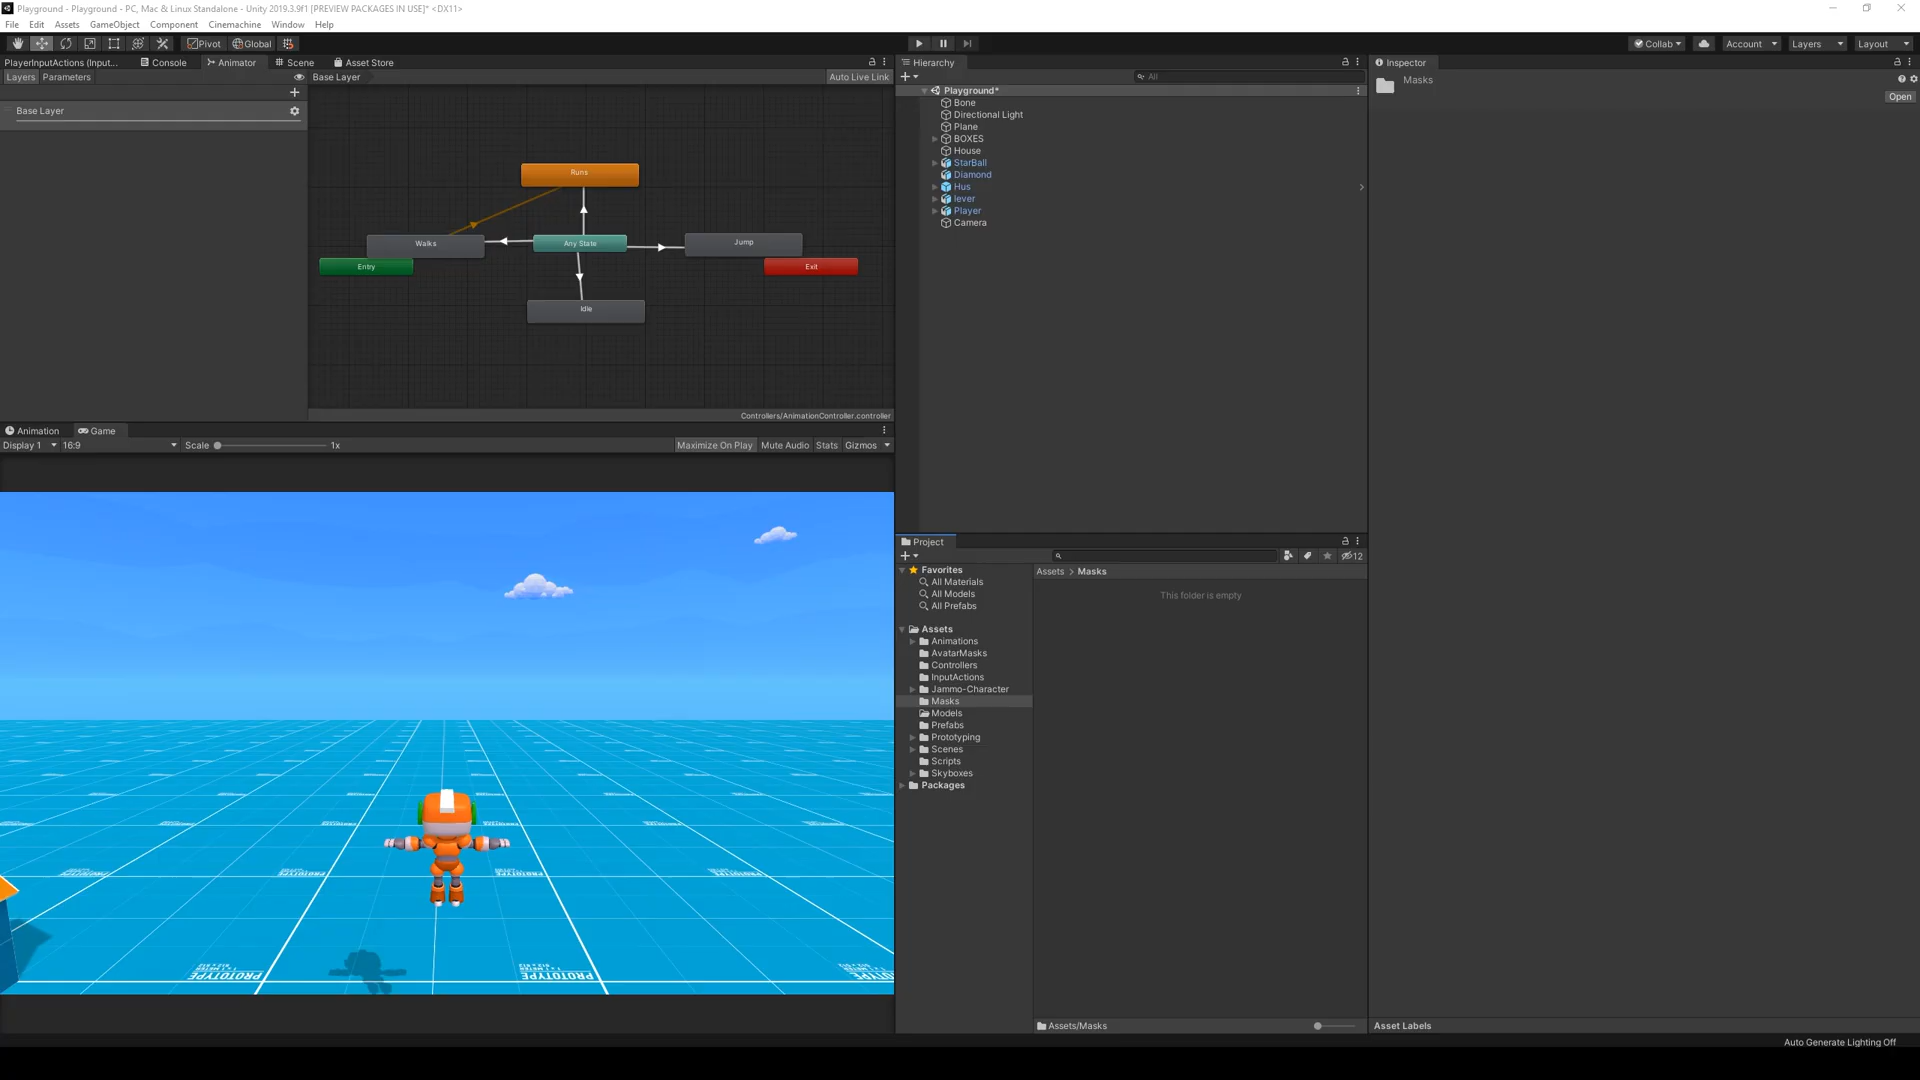 Playground - Playground - PC, Mac & Linux Standalone - Unity 2019.3.9f1 [PREVIEW PACKAGES IN USE]* <DX11>
File Edit Assets GameObject Component Cinemachine Window Help
Pivot Global Collab Account Layers Layout
PlayerInputActions (Input... Console Animator Scene Asset Store
Layers Parameters Base Layer Auto Live Link
Base Layer
Runs
Walks
Any State
Jump
Entry
Exit
Idle
Controllers/AnimationController.controller
Animation Game
Display 1 16:9 Scale 1x Maximize On Play Mute Audio Stats Gizmos
PROTOTYPE
PROTOTYPE
Hierarchy
All
Playground*
Bone
Directional Light
Plane
BOXES
House
StarBall
Diamond
Hus
lever
Player
Camera
Project
12
Favorites
All Materials
All Models
All Prefabs
Assets
Animations
AvatarMasks
Controllers
InputActions
Jammo-Character
Masks
Models
Prefabs
Prototyping
Scenes
Scripts
Skyboxes
Packages
Assets > Masks
This folder is empty
Assets/Masks
Inspector
Masks
Open
Asset Labels
Auto Generate Lighting Off